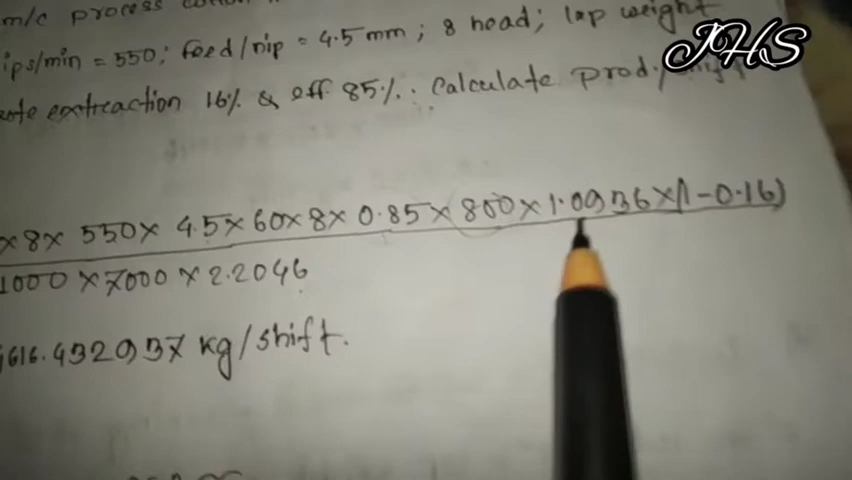 m/c process
ips/min = 550; feed/nip = 4.5 mm; 8 head; lap weight
extreaction 16% & eff 85%. Calculate prod./
JHS
× 8 × 550 × 4.5 × 60 × 8 × 0.85 × 800 × 1.0936 × (1 - 0.16)
1000 × 7000 × 2.2046
616.432937 kg/shift.